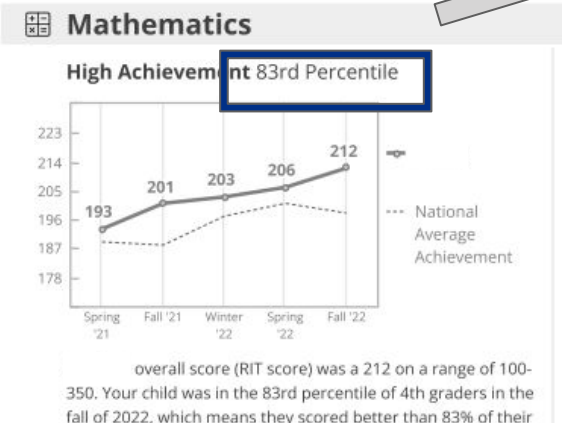 Mathematics
High Achievement 83rd Percentile
223
214
205
196
187
178
193
201
203
206
212
National
Average
Achievement
Spring '21
Fall '21
Winter '22
Spring '22
Fall '22
overall score (RIT score) was a 212 on a range of 100-
350. Your child was in the 83rd percentile of 4th graders in the
fall of 2022, which means they scored better than 83% of their